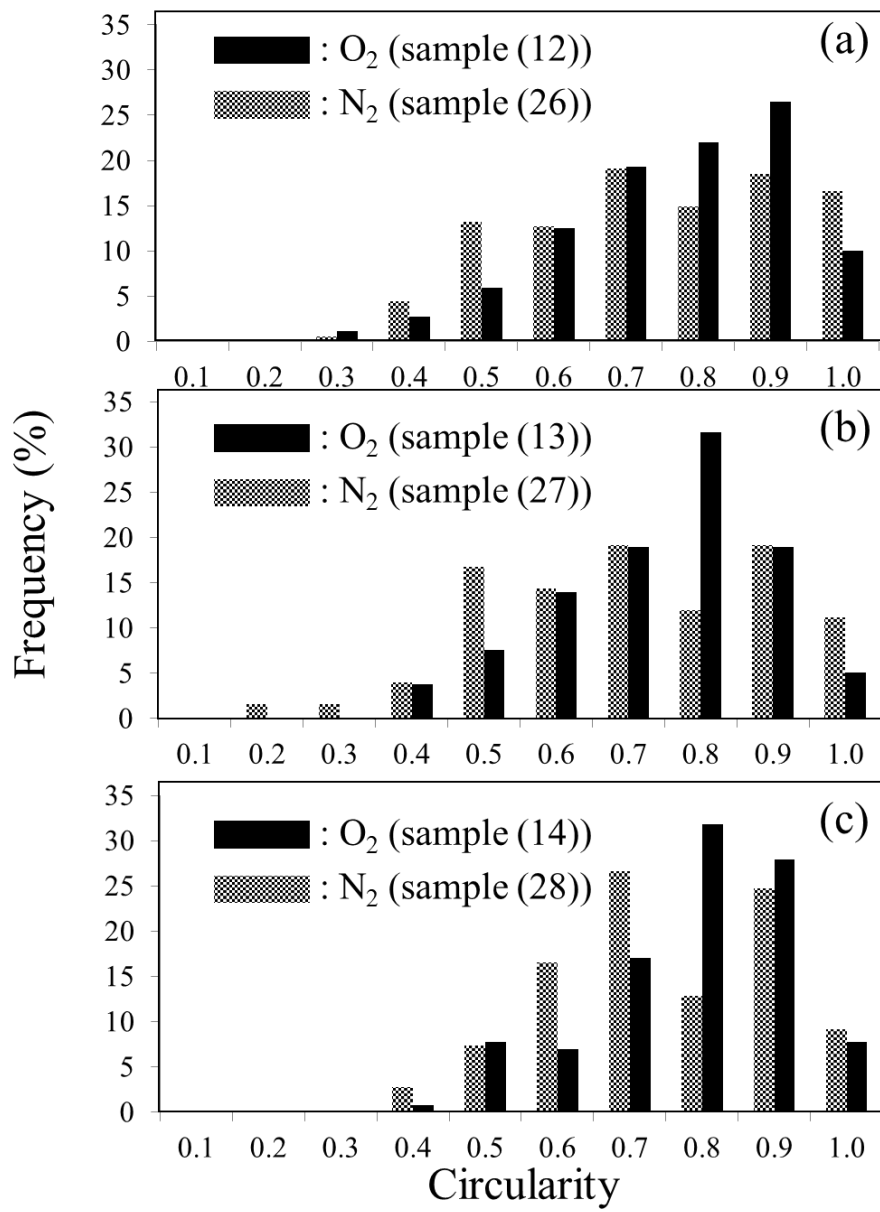 35
30
25
20
15
10
5
0
(a)
: O₂ (sample (12))
: N₂ (sample (26))
0.1 0.2 0.3 0.4 0.5 0.6 0.7 0.8 0.9 1.0
Frequency (%)
35
30
25
20
15
10
5
0
(b)
: O₂ (sample (13))
: N₂ (sample (27))
0.1 0.2 0.3 0.4 0.5 0.6 0.7 0.8 0.9 1.0
35
30
25
20
15
10
5
0
(c)
: O₂ (sample (14))
: N₂ (sample (28))
0.1 0.2 0.3 0.4 0.5 0.6 0.7 0.8 0.9 1.0
Circularity